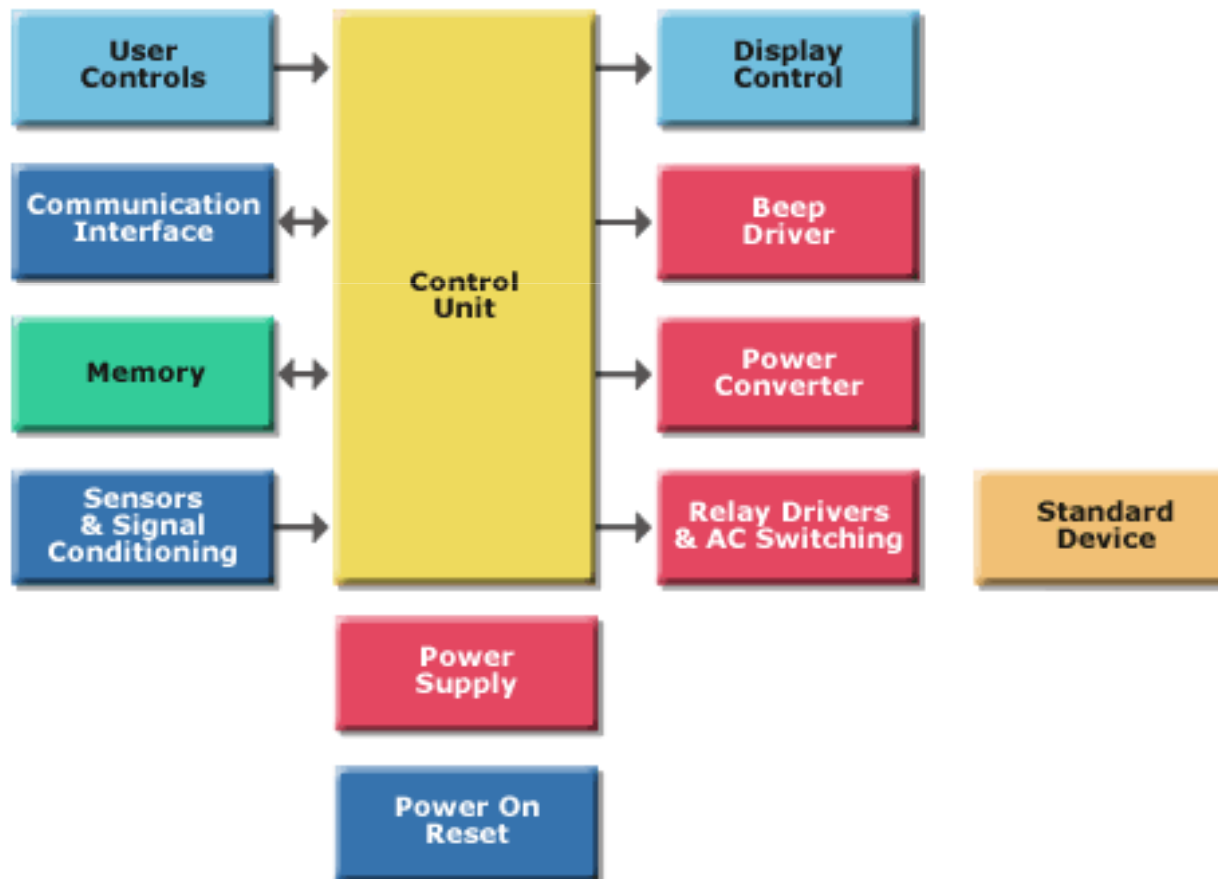 User
Controls
Display
Control
Communication
Interface
Beep
Driver
Control
Unit
Memory
Power
Converter
Sensors
& Signal
Conditioning
Relay Drivers
& AC Switching
Standard
Device
Power
Supply
Power On
Reset